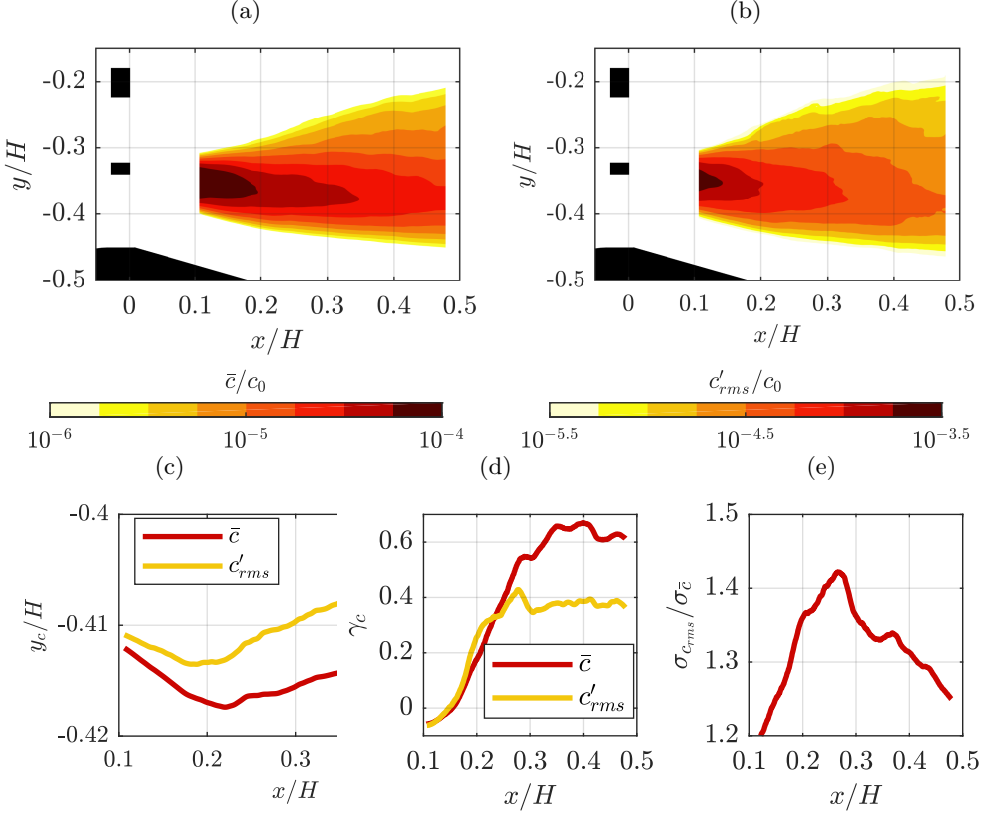 (a)
-0.2
-0.3
-0.4
-0.5
y/H
0 0.1 0.2 0.3 0.4 0.5
x/H
(b)
-0.2
-0.3
-0.4
-0.5
y/H
0 0.1 0.2 0.3 0.4 0.5
x/H
c̄/c₀
10⁻⁶ 10⁻⁵ 10⁻⁴
c′ᵣₘₛ/c₀
10⁻⁵·⁵ 10⁻⁴·⁵ 10⁻³·⁵
(c)
-0.4
-0.41
-0.42
y_c/H
c̄
c′ᵣₘₛ
0.1 0.2 0.3
x/H
(d)
0.6
0.4
0.2
0
γ_c
c̄
c′ᵣₘₛ
0.1 0.2 0.3 0.4 0.5
x/H
(e)
1.5
1.4
1.3
1.2
σ_{c_{rms}}/σ_{c̄}
0.1 0.2 0.3 0.4 0.5
x/H